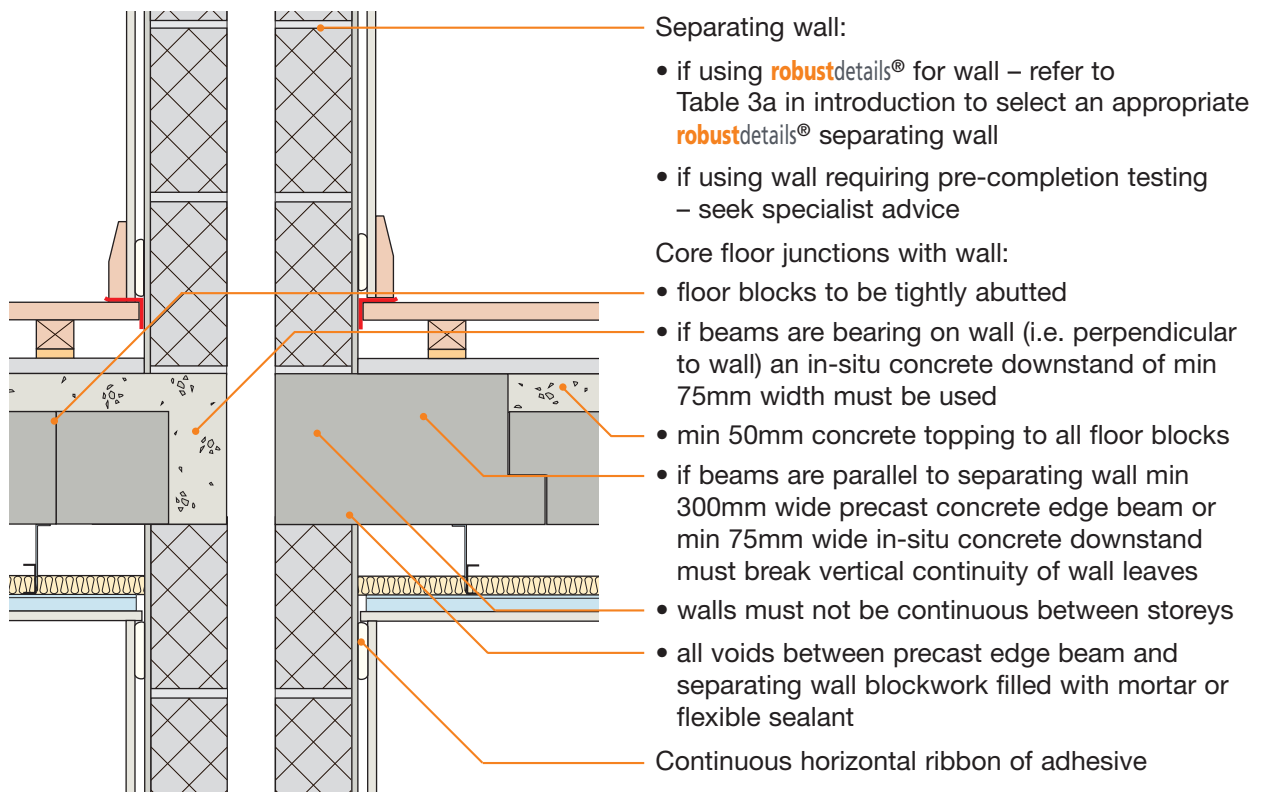 Separating wall:
• if using robustdetails® for wall – refer to
Table 3a in introduction to select an appropriate
robustdetails® separating wall
• if using wall requiring pre-completion testing
– seek specialist advice
Core floor junctions with wall:
• floor blocks to be tightly abutted
• if beams are bearing on wall (i.e. perpendicular
to wall) an in-situ concrete downstand of min
75mm width must be used
• min 50mm concrete topping to all floor blocks
• if beams are parallel to separating wall min
300mm wide precast concrete edge beam or
min 75mm wide in-situ concrete downstand
must break vertical continuity of wall leaves
• walls must not be continuous between storeys
• all voids between precast edge beam and
separating wall blockwork filled with mortar or
flexible sealant
Continuous horizontal ribbon of adhesive